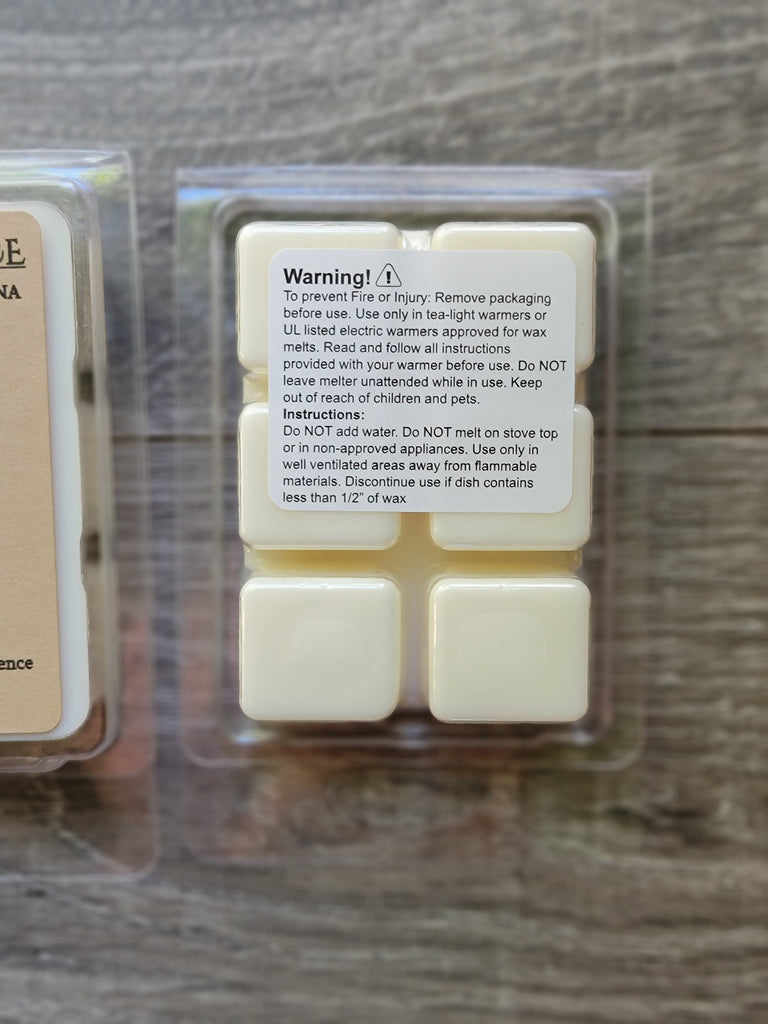 NA
Warning!
To prevent Fire or Injury: Remove packaging
before use. Use only in tea-light warmers or
UL listed electric warmers approved for wax
melts. Read and follow all instructions
provided with your warmer before use. Do NOT
leave melter unattended while in use. Keep
out of reach of children and pets.
Instructions:
Do NOT add water. Do NOT melt on stove top
or in non-approved appliances. Use only in
well ventilated areas away from flammable
materials. Discontinue use if dish contains
less than 1/2" of wax
ence